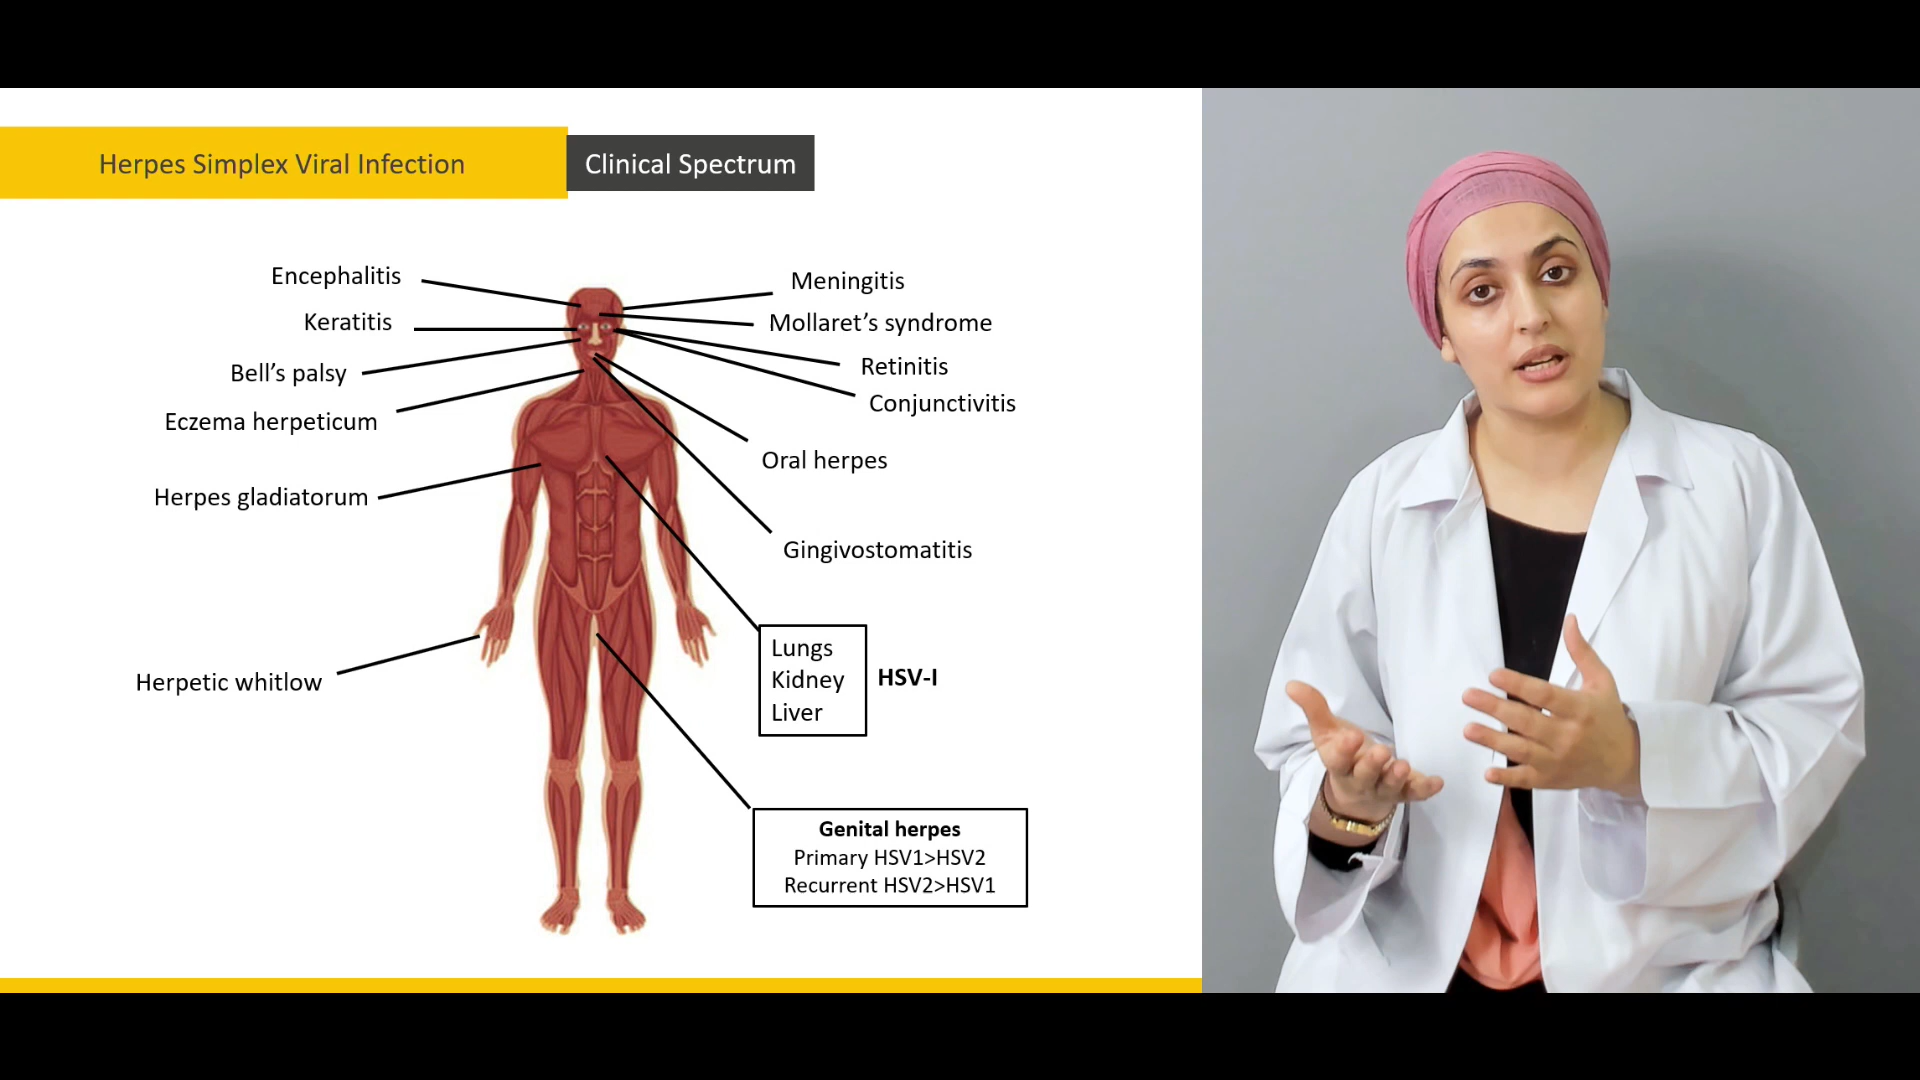 Herpes Simplex Viral Infection
Clinical Spectrum
Encephalitis
Keratitis
Bell’s palsy
Eczema herpeticum
Herpes gladiatorum
Herpetic whitlow
Meningitis
Mollaret’s syndrome
Retinitis
Conjunctivitis
Oral herpes
Gingivostomatitis
Lungs
Kidney
Liver
HSV-I
Genital herpes
Primary HSV1>HSV2
Recurrent HSV2>HSV1